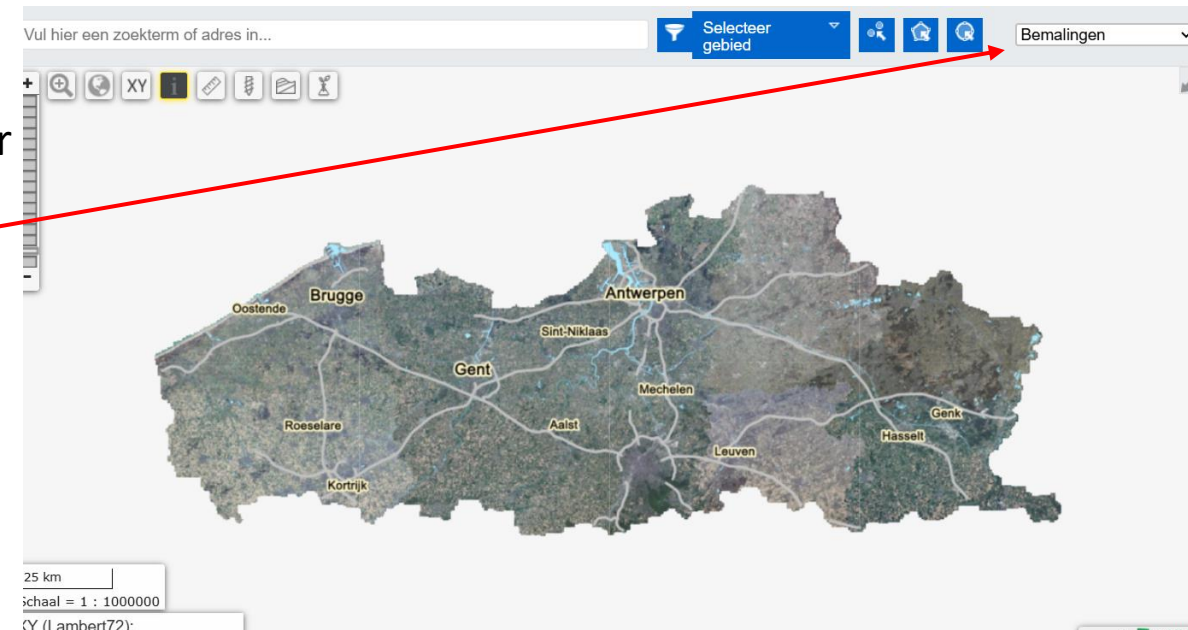 Vul hier een zoekterm of adres in...
Selecteer
gebied
Bemalingen
+
XY
i
r
-
Brugge
Oostende
Antwerpen
Sint-Niklaas
Gent
Mechelen
Roeselare
Aalst
Genk
Hasselt
Leuven
Kortrijk
25 km
Schaal = 1 : 1000000
XY (Lambert72):